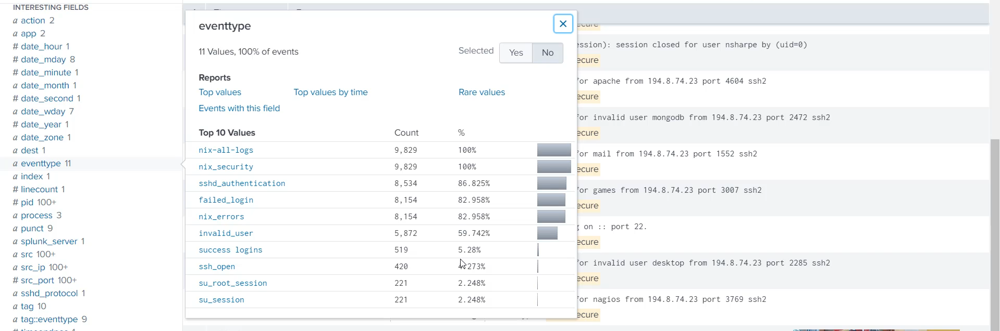 INTERESTING FIELDS
a action 2
a app 2
# date_hour 1
# date_mday 8
# date_minute 1
a date_month 1
# date_second 1
a date_wday 7
# date_year 1
a date_zone 1
a dest 1
a eventtype 11
a index 1
# linecount 1
# pid 100+
a process 3
a punct 9
a splunk_server 1
a src 100+
a src_ip 100+
# src_port 100+
a sshd_protocol 1
a tag 10
a tag::eventtype 9
eventtype
11 Values, 100% of events
Selected Yes No
Reports
Top values Top values by time Rare values
Events with this field
Top 10 Values Count %
nix-all-logs 9,829 100%
nix_security 9,829 100%
sshd_authentication 8,534 86.825%
failed_login 8,154 82.958%
nix_errors 8,154 82.958%
invalid_user 5,872 59.742%
success logins 519 5.28%
ssh_open 420 273%
su_root_session 221 2.248%
su_session 221 2.248%
ecure
ession): session closed for user nsharpe by (uid=0)
ecure
for apache from 194.8.74.23 port 4604 ssh2
ecure
for invalid user mongodb from 194.8.74.23 port 2472 ssh2
ecure
for mail from 194.8.74.23 port 1552 ssh2
ecure
for games from 194.8.74.23 port 3007 ssh2
ecure
g on :: port 22.
ecure
for invalid user desktop from 194.8.74.23 port 2285 ssh2
ecure
for nagios from 194.8.74.23 port 3769 ssh2
ecure